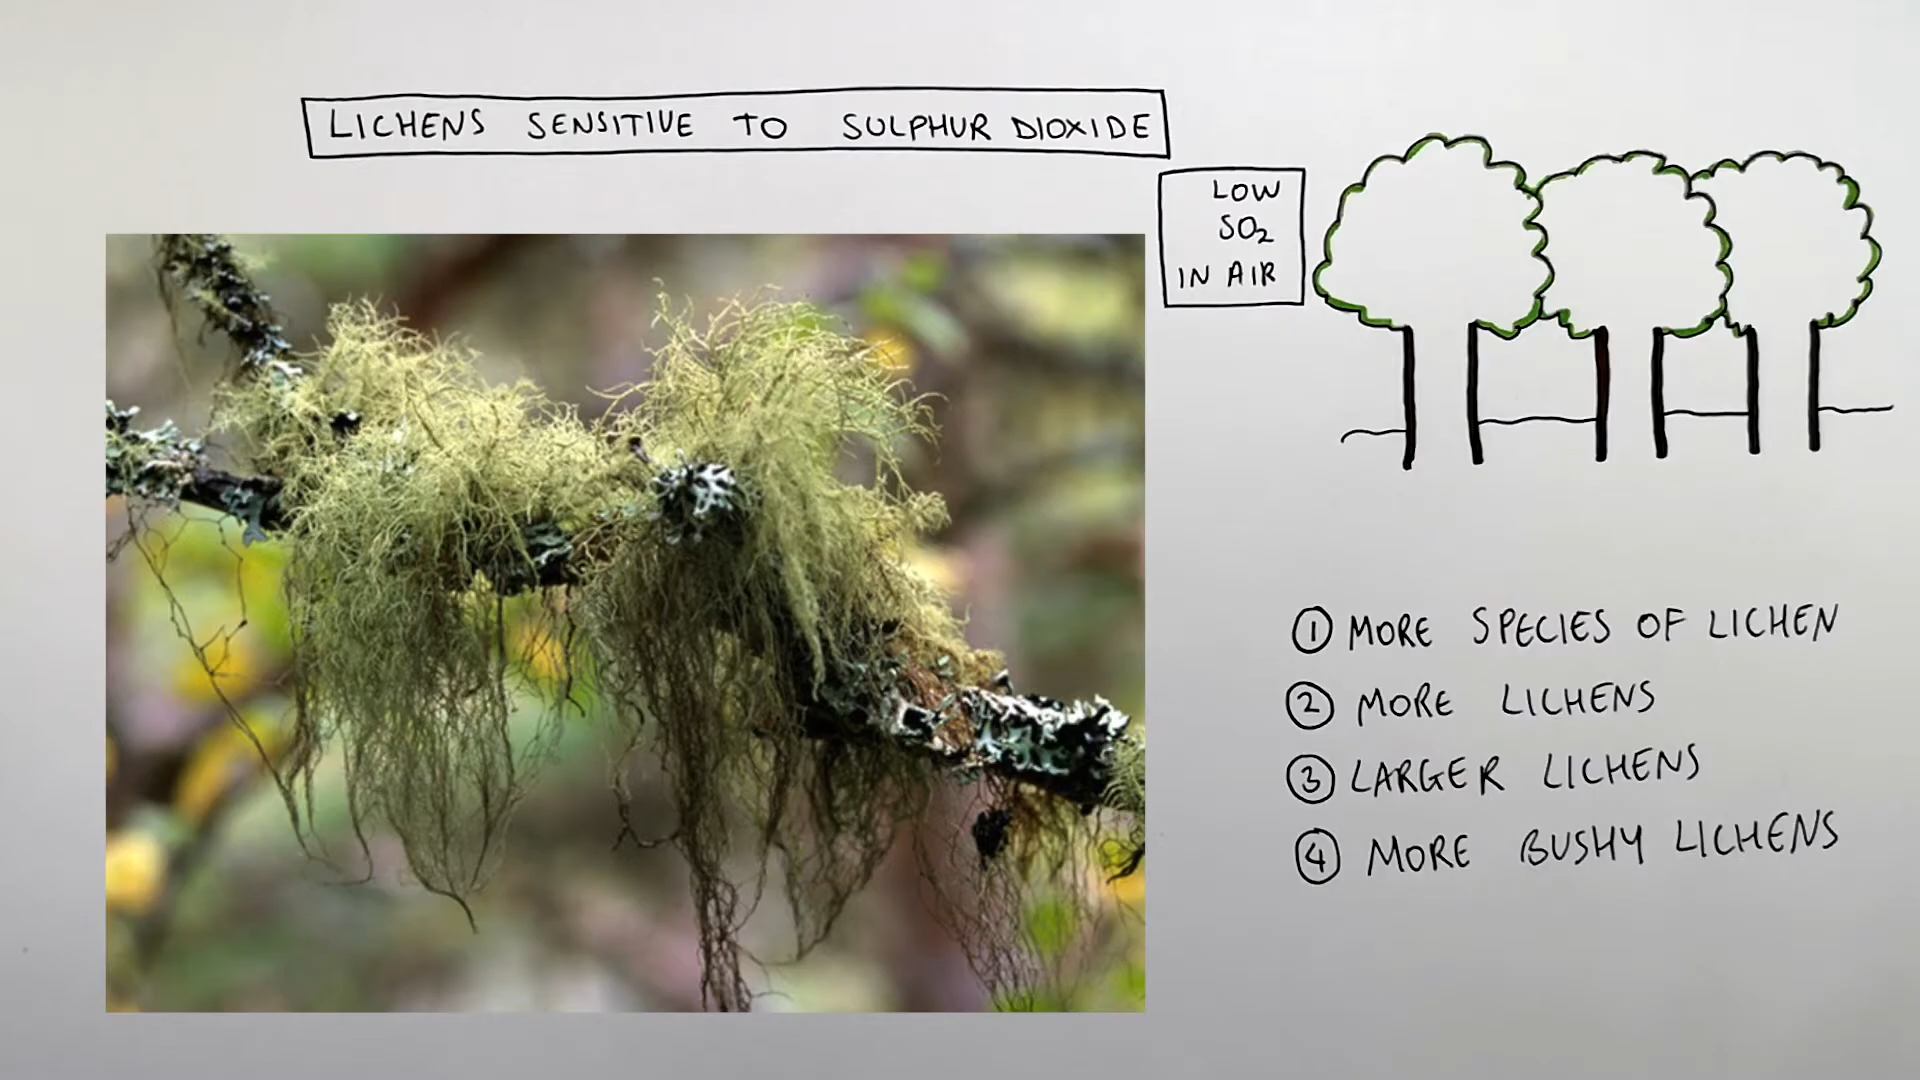 LICHENS SENSITIVE TO SULPHUR DIOXIDE
LOW
SO₂
IN AIR
① MORE SPECIES OF LICHEN
② MORE LICHENS
③ LARGER LICHENS
④ MORE BUSHY LICHENS